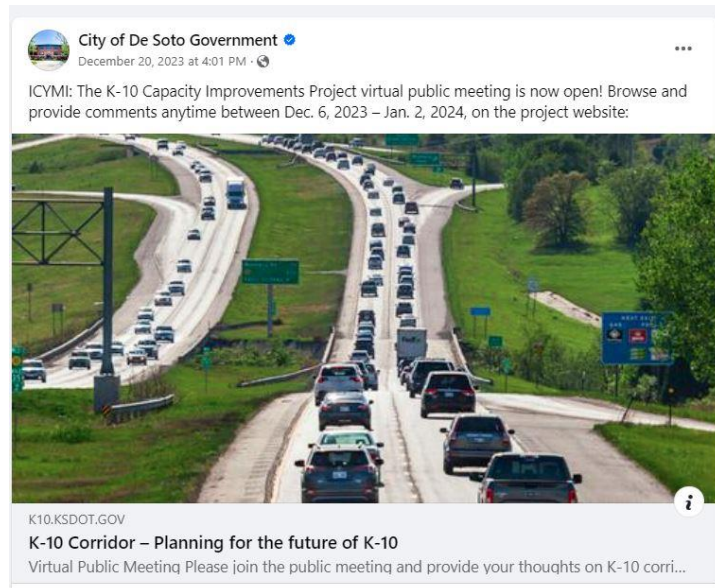 City of De Soto Government
December 20, 2023 at 4:01 PM ·
ICYMI: The K-10 Capacity Improvements Project virtual public meeting is now open! Browse and
provide comments anytime between Dec. 6, 2023 – Jan. 2, 2024, on the project website:
FedEx
K10.KSDOT.GOV
K-10 Corridor – Planning for the future of K-10
Virtual Public Meeting Please join the public meeting and provide your thoughts on K-10 corri...